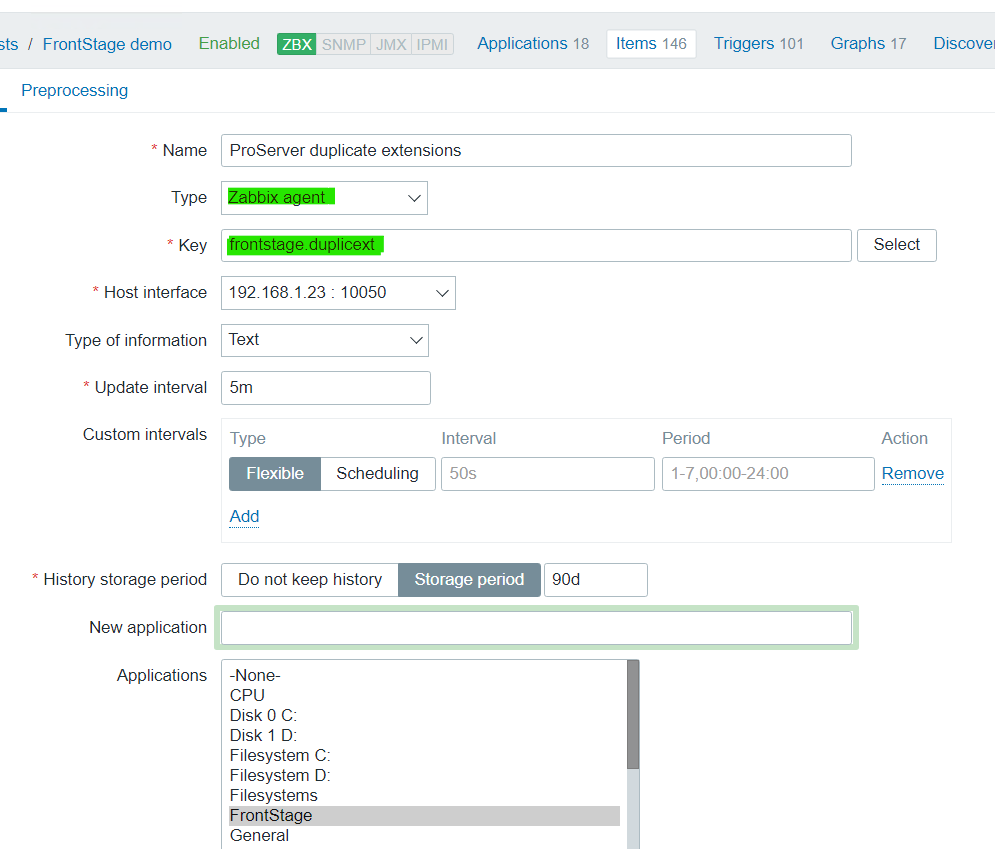 sts / FrontStage demo Enabled ZBX SNMP JMX IPMI Applications 18 Items 146 Triggers 101 Graphs 17 Discover
Preprocessing
* Name ProServer duplicate extensions
Type Zabbix agent
* Key frontstage.duplicext Select
* Host interface 192.168.1.23 : 10050
Type of information Text
* Update interval 5m
Custom intervals Type Interval Period Action
Flexible Scheduling 50s 1-7,00:00-24:00 Remove
Add
* History storage period Do not keep history Storage period 90d
New application
Applications -None-
CPU
Disk 0 C:
Disk 1 D:
Filesystem C:
Filesystem D:
Filesystems
FrontStage
General